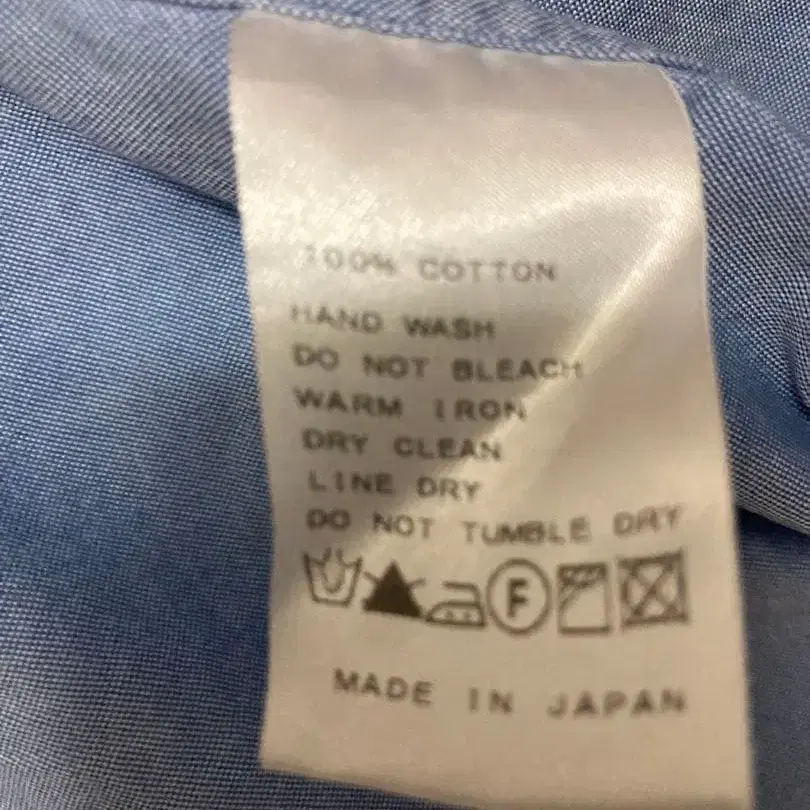 100% COTTON
HAND WASH
DO NOT BLEACH
WARM IRON
DRY CLEAN
LINE DRY
DO NOT TUMBLE DRY
F
MADE IN JAPAN